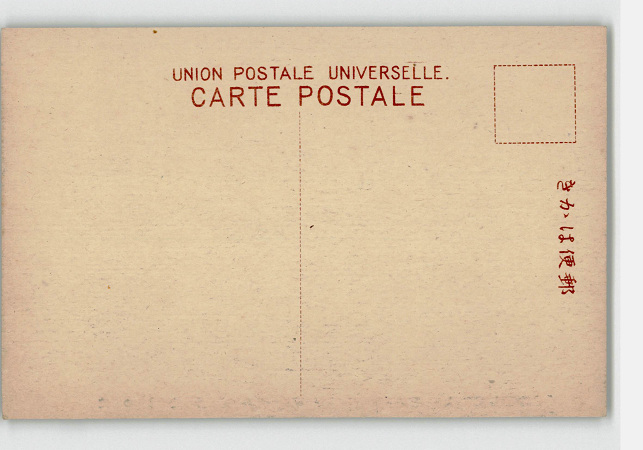 UNION POSTALE UNIVERSELLE.
CARTE POSTALE
郵便はかき